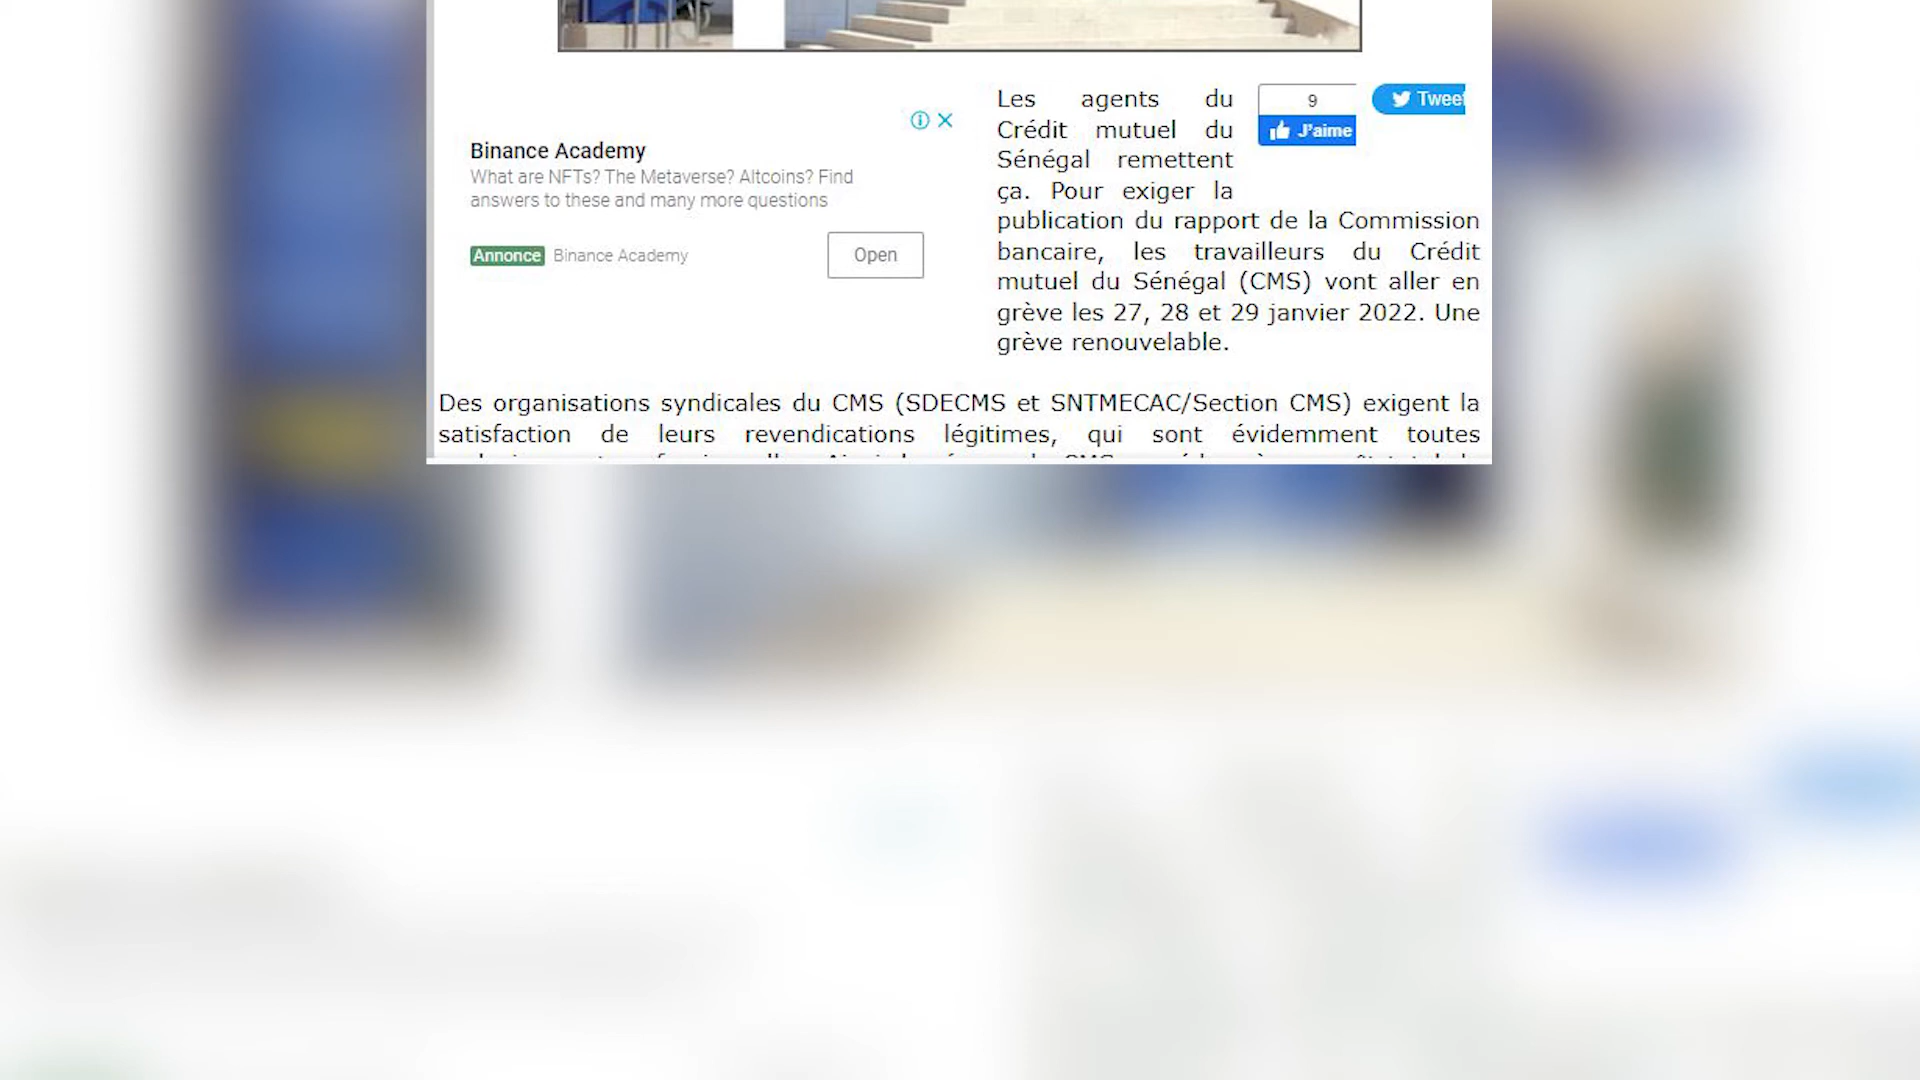 Binance Academy
What are NFTs? The Metaverse? Altcoins? Find
answers to these and many more questions
Annonce Binance Academy
Open
9
J'aime
Tweet
Les agents du
Crédit mutuel du
Sénégal remettent
ça. Pour exiger la
publication du rapport de la Commission
bancaire, les travailleurs du Crédit
mutuel du Sénégal (CMS) vont aller en
grève les 27, 28 et 29 janvier 2022. Une
grève renouvelable.
Des organisations syndicales du CMS (SDECMS et SNTMECAC/Section CMS) exigent la
satisfaction de leurs revendications légitimes, qui sont évidemment toutes